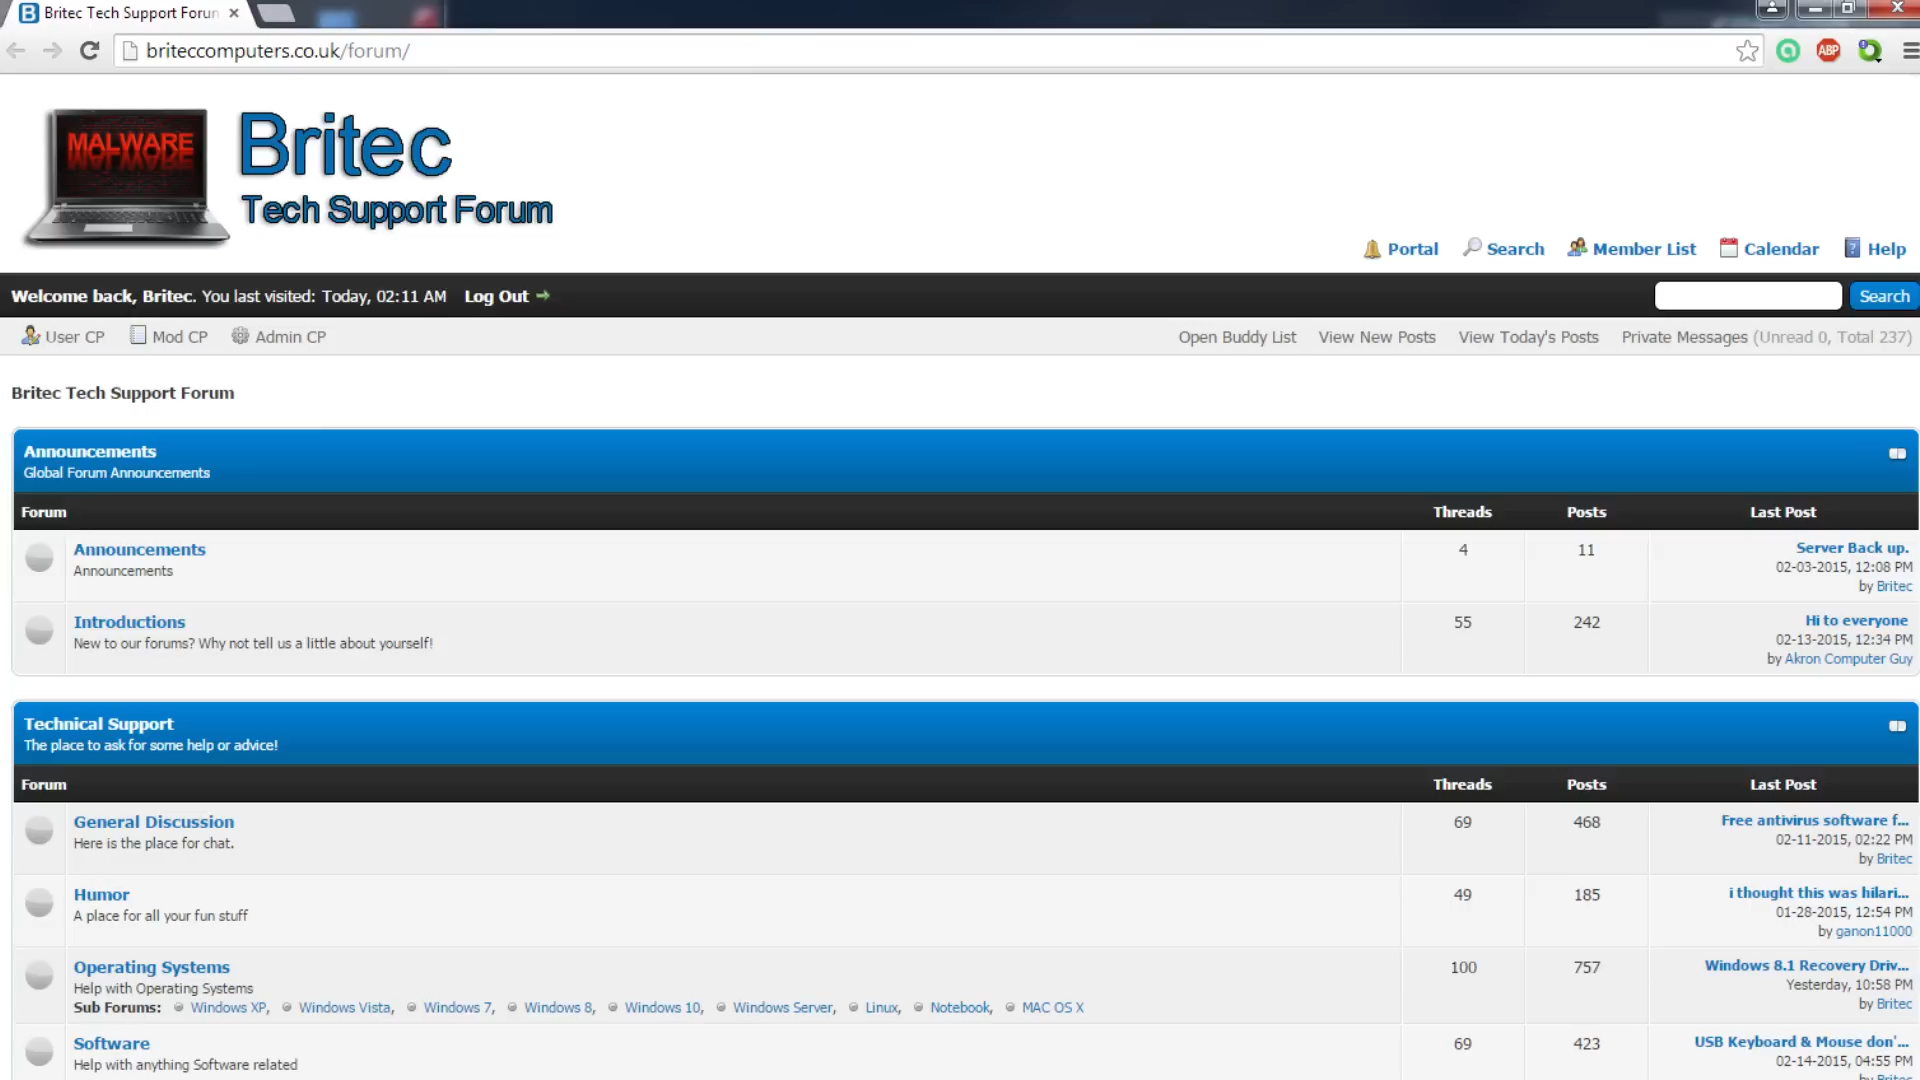 Britec Tech Support Forum
briteccomputers.co.uk/forum/
ABP
MALWARE
Britec
Tech Support Forum
Portal Search Member List Calendar Help
Welcome back, Britec. You last visited: Today, 02:11 AM Log Out Search
User CP Mod CP Admin CP Open Buddy List View New Posts View Today's Posts Private Messages (Unread 0, Total 237)
Britec Tech Support Forum
Announcements
Global Forum Announcements
Forum Threads Posts Last Post
Announcements 4 11 Server Back up.
Announcements 02-03-2015, 12:08 PM
by Britec
Introductions 55 242 Hi to everyone
New to our forums? Why not tell us a little about yourself! 02-13-2015, 12:34 PM
by Akron Computer Guy
Technical Support
The place to ask for some help or advice!
Forum Threads Posts Last Post
General Discussion 69 468 Free antivirus software f...
Here is the place for chat. 02-11-2015, 02:22 PM
by Britec
Humor 49 185 i thought this was hilari...
A place for all your fun stuff 01-28-2015, 12:54 PM
by ganon11000
Operating Systems 100 757 Windows 8.1 Recovery Driv...
Help with Operating Systems Yesterday, 10:58 PM
Sub Forums: Windows XP, Windows Vista, Windows 7, Windows 8, Windows 10, Windows Server, Linux, Notebook, MAC OS X by Britec
Software 69 423 USB Keyboard & Mouse don'...
Help with anything Software related 02-14-2015, 04:55 PM
by Britec